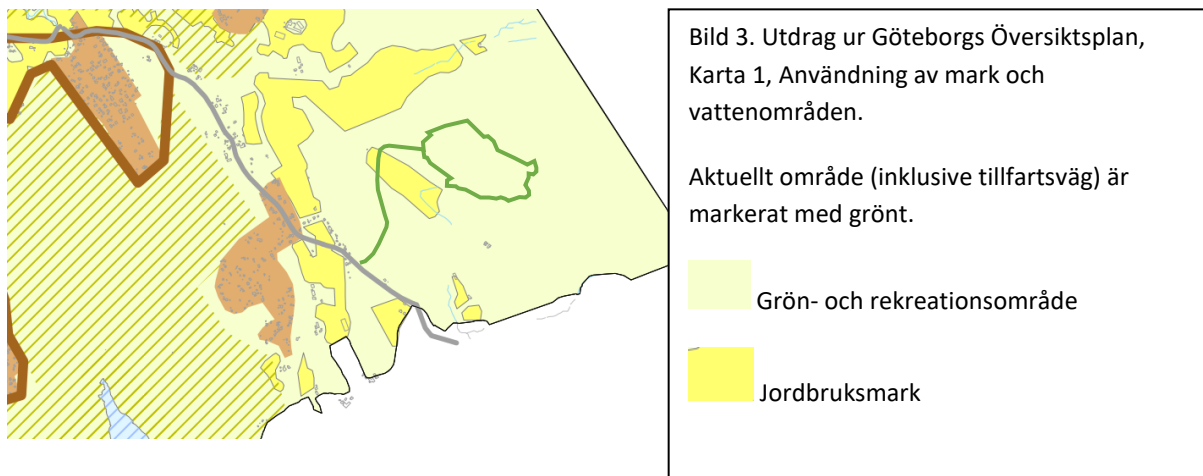 Bild 3. Utdrag ur Göteborgs Översiktsplan,
Karta 1, Användning av mark och
vattenområden.
Aktuellt område (inklusive tillfartsväg) är
markerat med grönt.
Grön- och rekreationsområde
Jordbruksmark